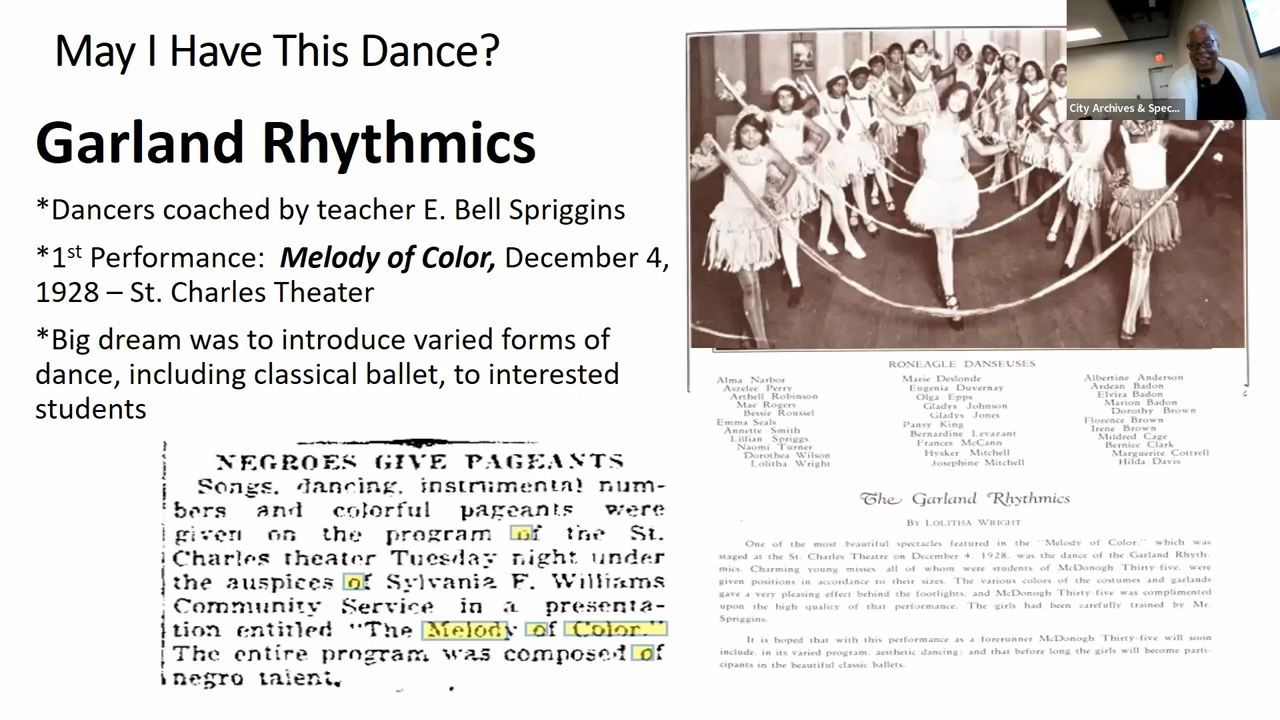 May I Have This Dance?
Garland Rhythmics
*Dancers coached by teacher E. Bell Spriggins
*1st Performance: Melody of Color, December 4,
1928 – St. Charles Theater
*Big dream was to introduce varied forms of
dance, including classical ballet, to interested
students
NEGROES GIVE PAGEANTS
Songs, dancing, instrumental num-
bers and colorful pageants were
given on the program of the St.
Charles theater Tuesday night under
the auspices of Sylvania F. Williams
Community Service in a presenta-
tion entitled "The Melody of Color."
The entire program was composed of
negro talent.
City Archives & Spec...
RONEAGLE DANSEUSES
Alma Narbor
Aszelee Perry
Arthell Robinson
Mae Rogers
Bessie Roussel
Emma Seals
Annette Smith
Lillian Spriggs
Naomi Turner
Dorothea Wilson
Lolitha Wright
Marie Deslonde
Eugenia Duvernay
Olga Epps
Gladys Johnson
Gladys Jones
Pansy King
Bernardine Levazant
Frances McCann
Hysker Mitchell
Josephine Mitchell
Albertine Anderson
Ardean Badon
Elvira Badon
Marion Badon
Dorothy Brown
Florence Brown
Irene Brown
Mildred Cage
Bernice Clark
Marguerite Cottrell
Hilda Davis
The Garland Rhythmics
BY LOLITHA WRIGHT
One of the most beautiful spectacles featured in the "Melody of Color," which was
staged at the St. Charles Theatre on December 4, 1928, was the dance of the Garland Rhyth-
mics. Charming young misses, all of whom were students of McDonogh Thirty-five, were
given positions in accordance to their sizes. The various colors of the costumes and garlands
gave a very pleasing effect behind the footlights, and McDonogh Thirty-five was complimented
upon the high quality of that performance. The girls had been carefully trained by Mr.
Spriggins.
It is hoped that with this performance as a forerunner McDonogh Thirty-five will soon
include, in its varied program, aesthetic dancing; and that before long the girls will become parti-
cipants in the beautiful classic ballets.